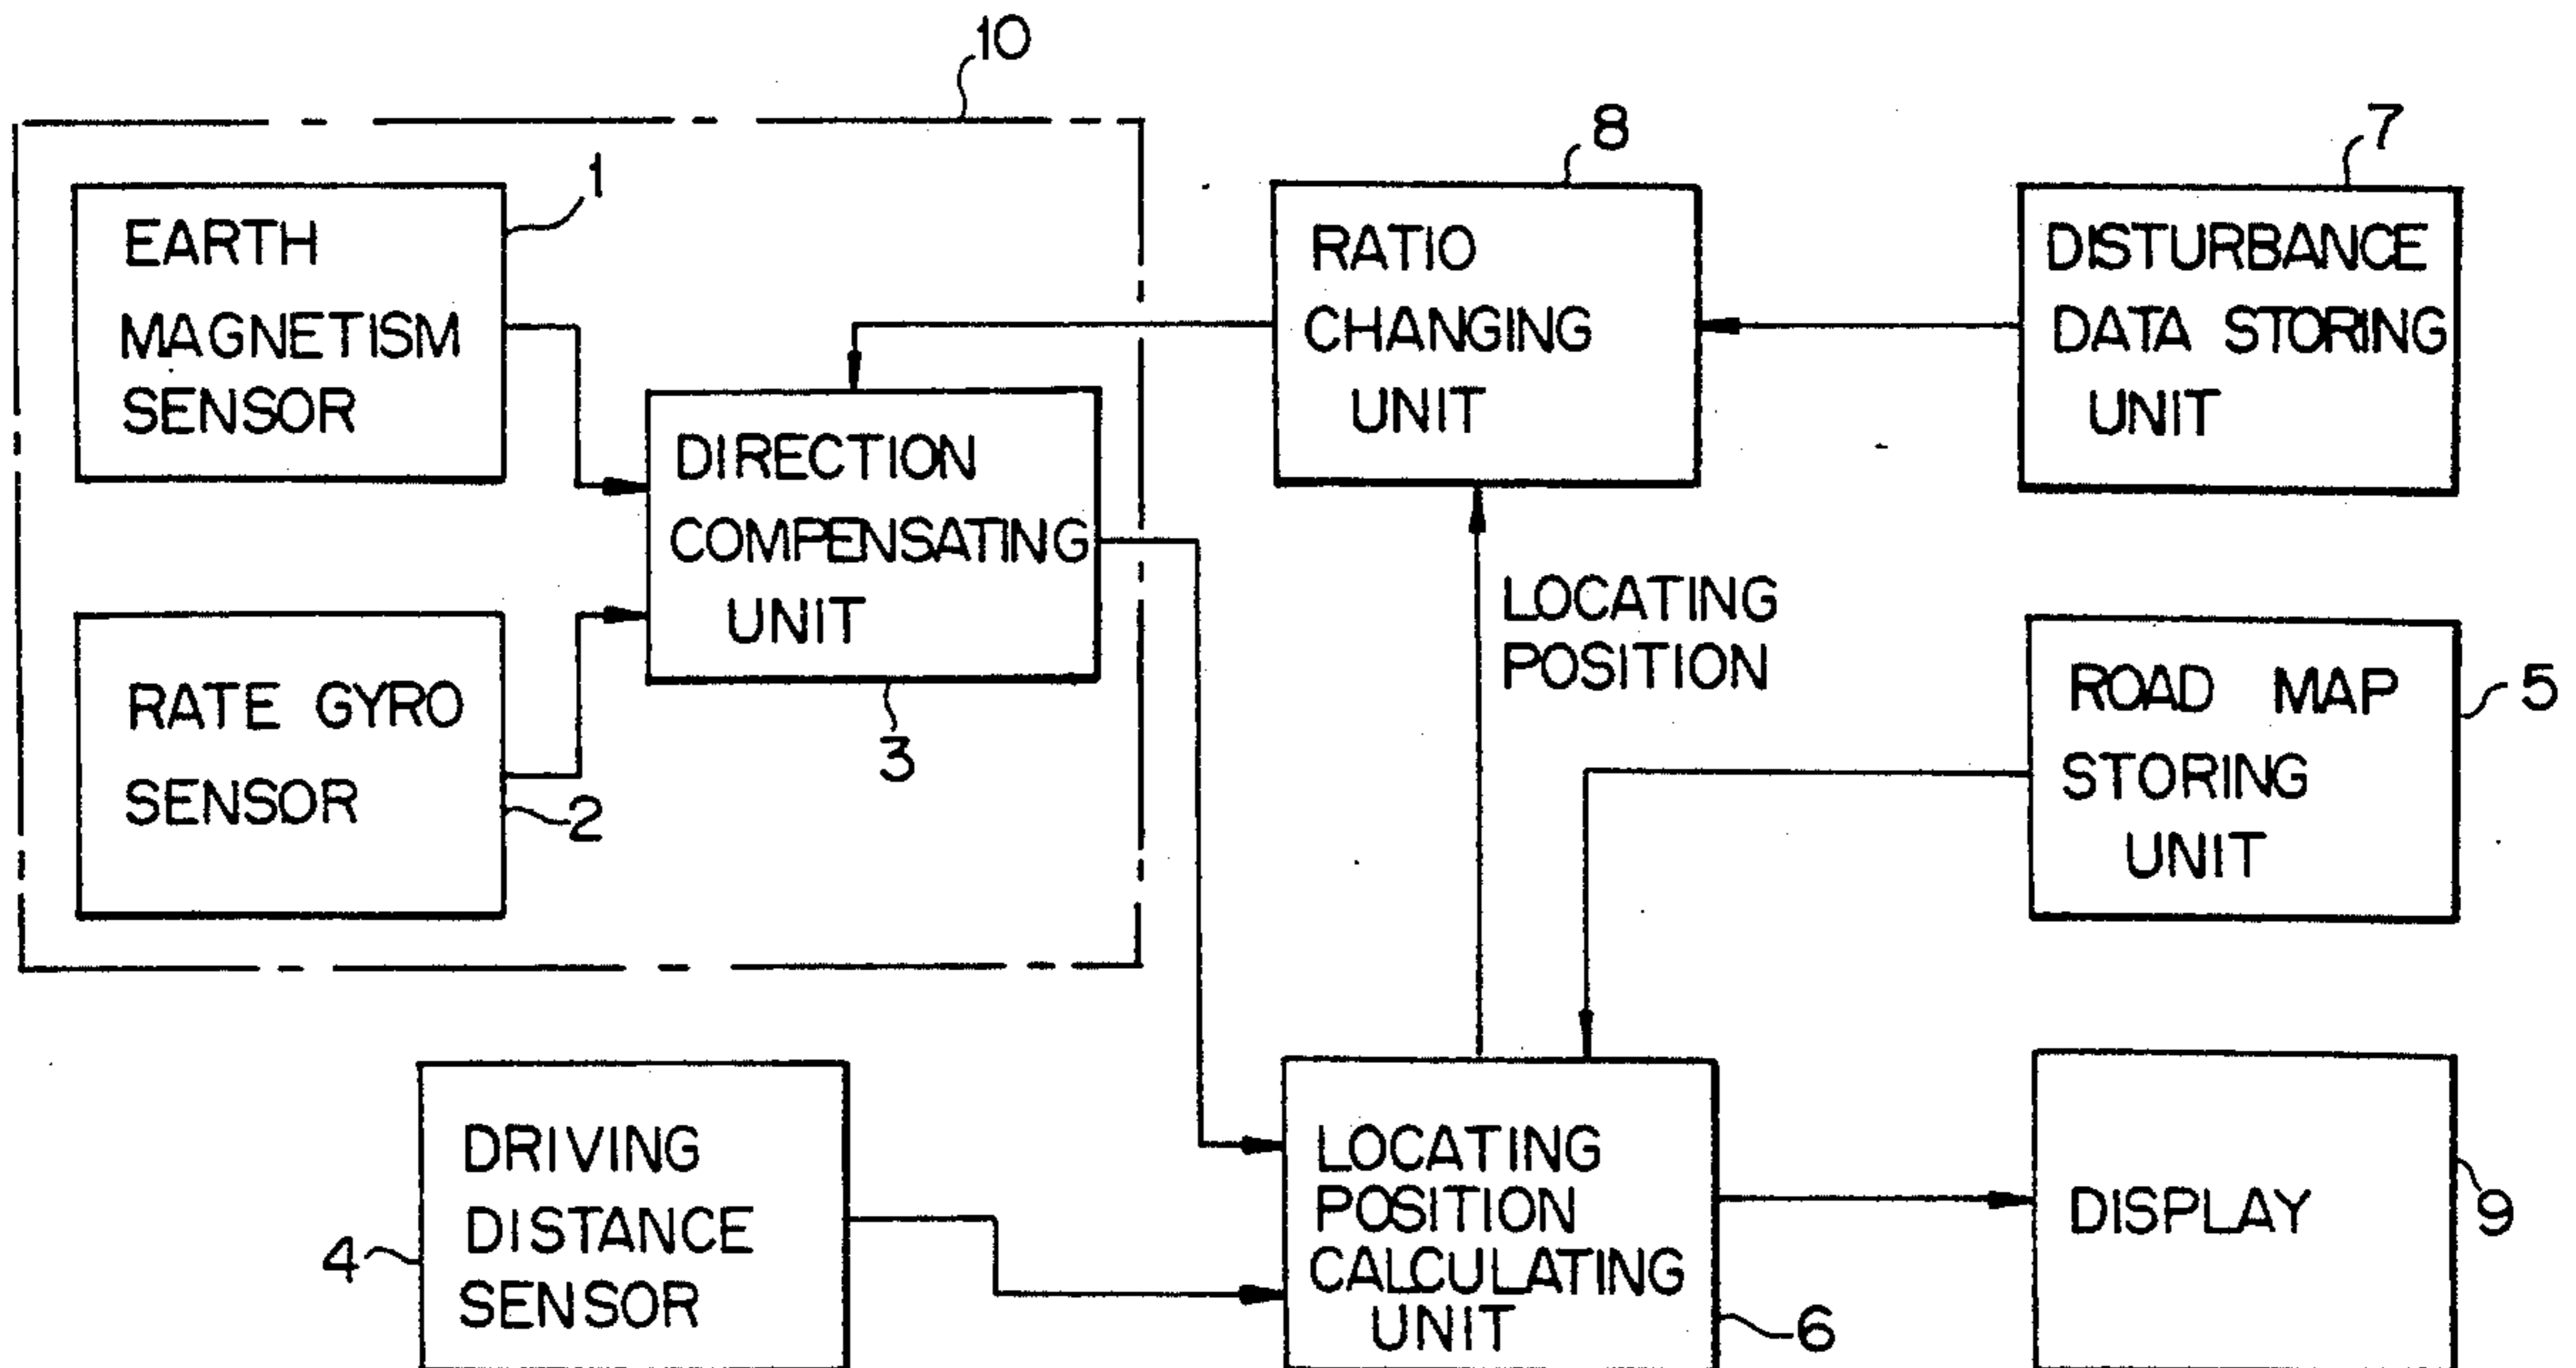 10
1
EARTH
MAGNETISM
SENSOR
8
RATIO
CHANGING
UNIT
7
DISTURBANCE
DATA STORING
UNIT
DIRECTION
COMPENSATING
UNIT
3
RATE GYRO
SENSOR
2
LOCATING
POSITION
ROAD MAP
STORING
UNIT
5
DRIVING
DISTANCE
SENSOR
4
LOCATING
POSITION
CALCULATING
UNIT
6
DISPLAY
9